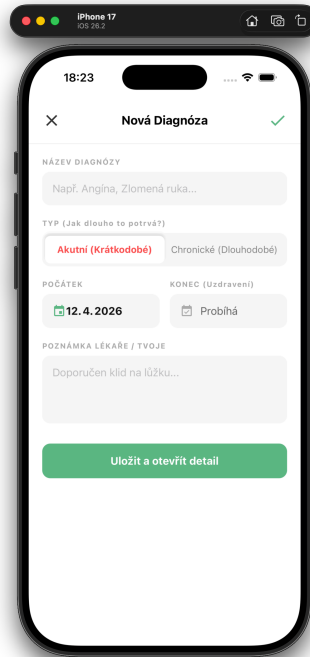 iPhone 17
iOS 26.2
18:23
Nová Diagnóza
NÁZEV DIAGNÓZY
Např. Angína, Zlomená ruka...
TYP (Jak dlouho to potrvá?)
Akutní (Krátkodobé)
Chronické (Dlouhodobé)
POČÁTEK
KONEC (Uzdravení)
12. 4. 2026
Probíhá
POZNÁMKA LÉKAŘE / TVOJE
Doporučen klid na lůžku...
Uložit a otevřít detail